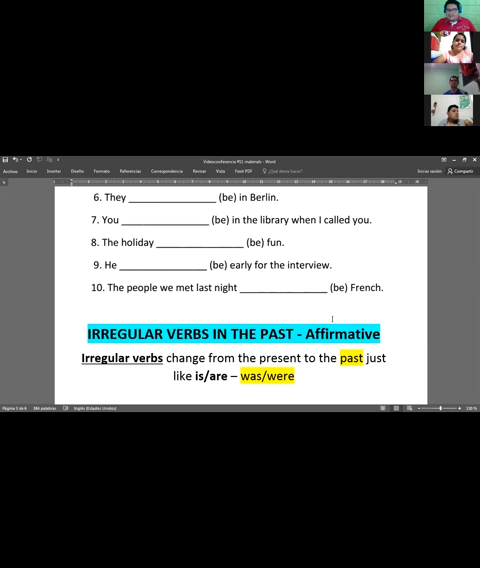 Videoconferencia #11 materials - Word
Archivo Inicio Insertar Diseño Formato Referencias Correspondencia Revisar Vista Foxit PDF ¿Qué desea hacer? Iniciar sesión Compartir
6. They ________________ (be) in Berlin.
7. You ________________ (be) in the library when I called you.
8. The holiday ________________ (be) fun.
9. He ________________ (be) early for the interview.
10. The people we met last night ________________ (be) French.
IRREGULAR VERBS IN THE PAST - Affirmative
Irregular verbs change from the present to the past just
like is/are – was/were
Página 5 de 6 384 palabras Inglés (Estados Unidos) 130 %